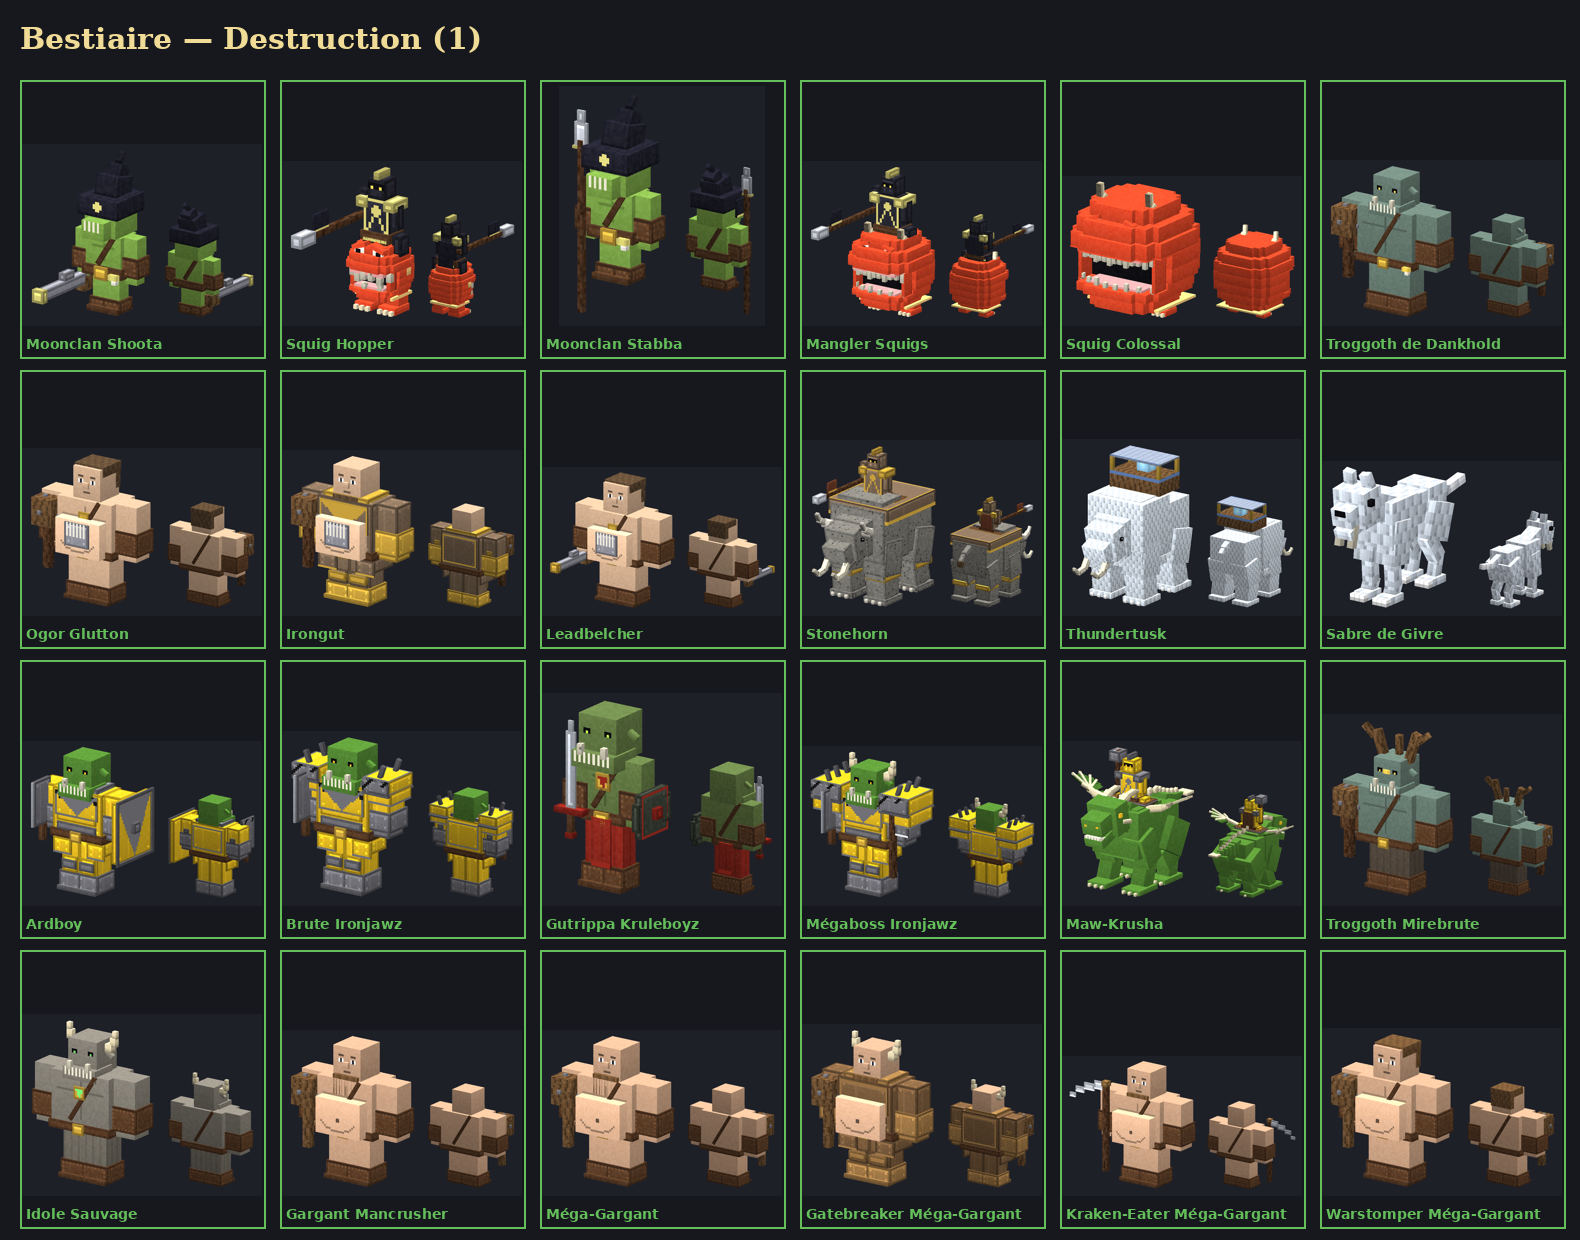 Bestiaire — Destruction (1)
Moonclan Shoota
Squig Hopper
Moonclan Stabba
Mangler Squigs
Squig Colossal
Troggoth de Dankhold
Ogor Glutton
Irongut
Leadbelcher
Stonehorn
Thundertusk
Sabre de Givre
Ardboy
Brute Ironjawz
Gutrippa Kruleboyz
Mégaboss Ironjawz
Maw-Krusha
Troggoth Mirebrute
Idole Sauvage
Gargant Mancrusher
Méga-Gargant
Gatebreaker Méga-Gargant
Kraken-Eater Méga-Gargant
Warstomper Méga-Gargant